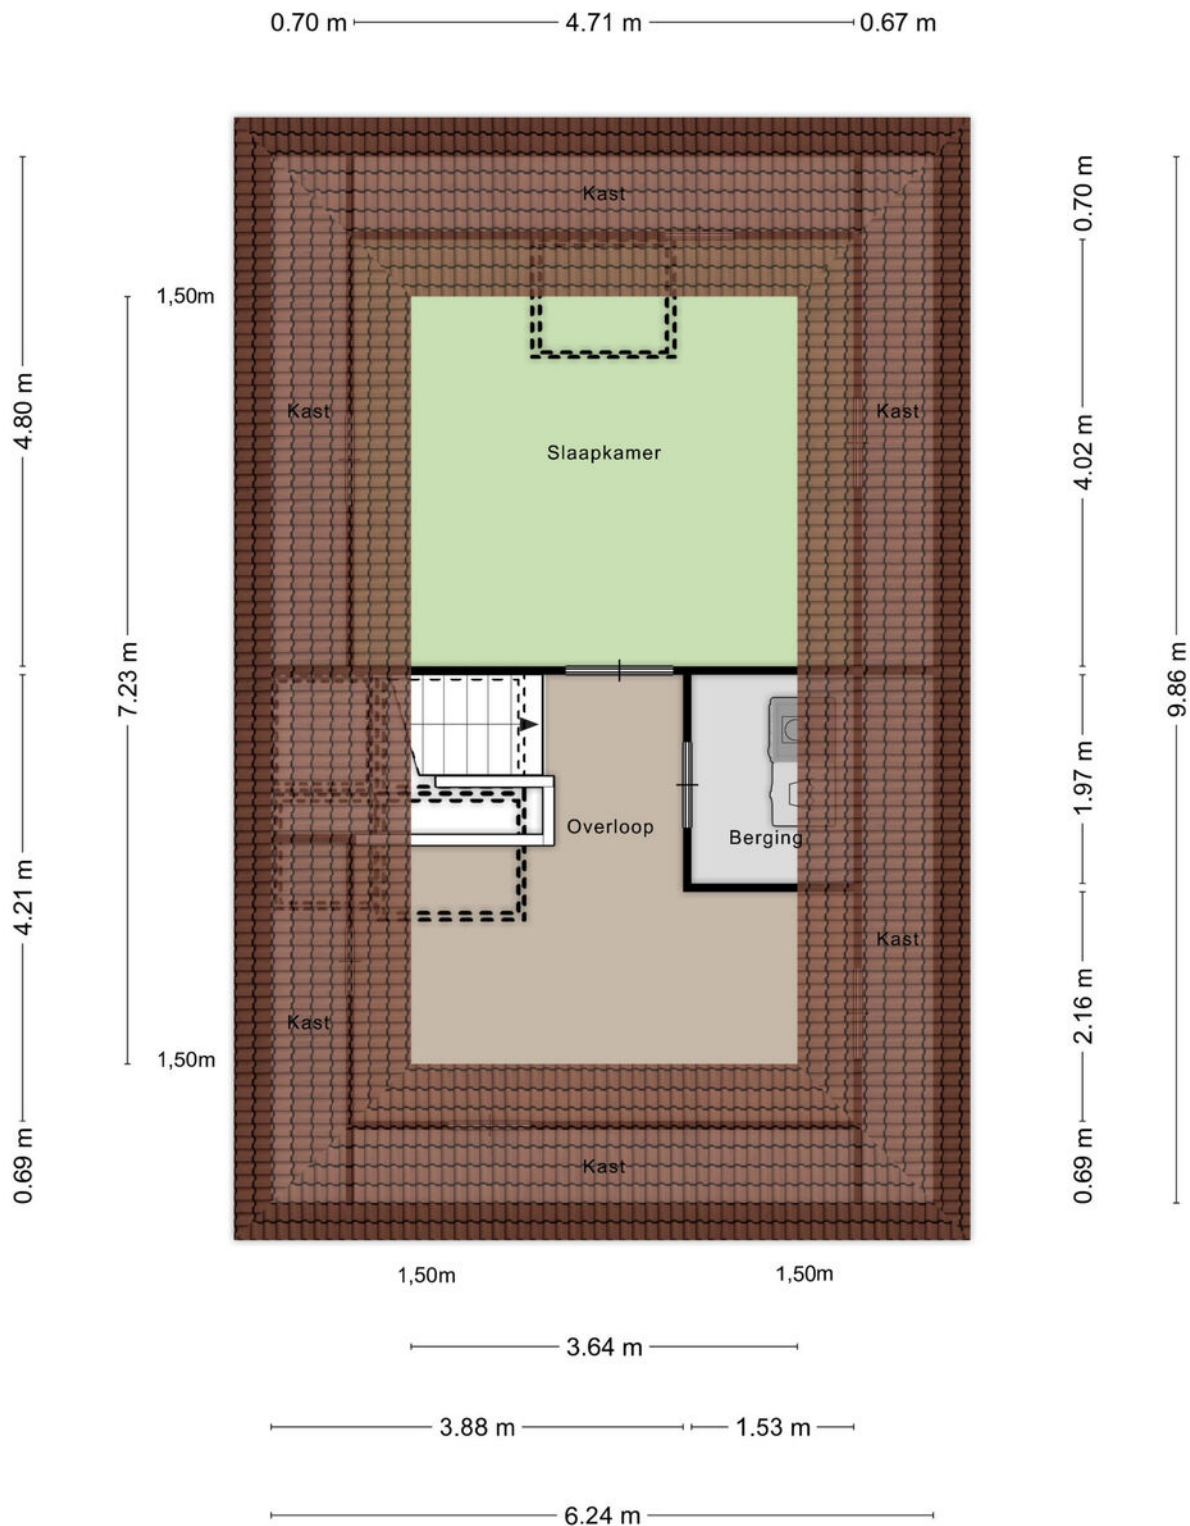 0.70 m 4.71 m 0.67 m
Kast
0.70 m
1,50m
4.80 m
Kast
Kast
4.02 m
Slaapkamer
7.23 m
9.86 m
1.97 m
Overloop
Berging
4.21 m
Kast
2.16 m
Kast
1,50m
0.69 m
Kast
0.69 m
1,50m
1,50m
3.64 m
3.88 m
1.53 m
6.24 m